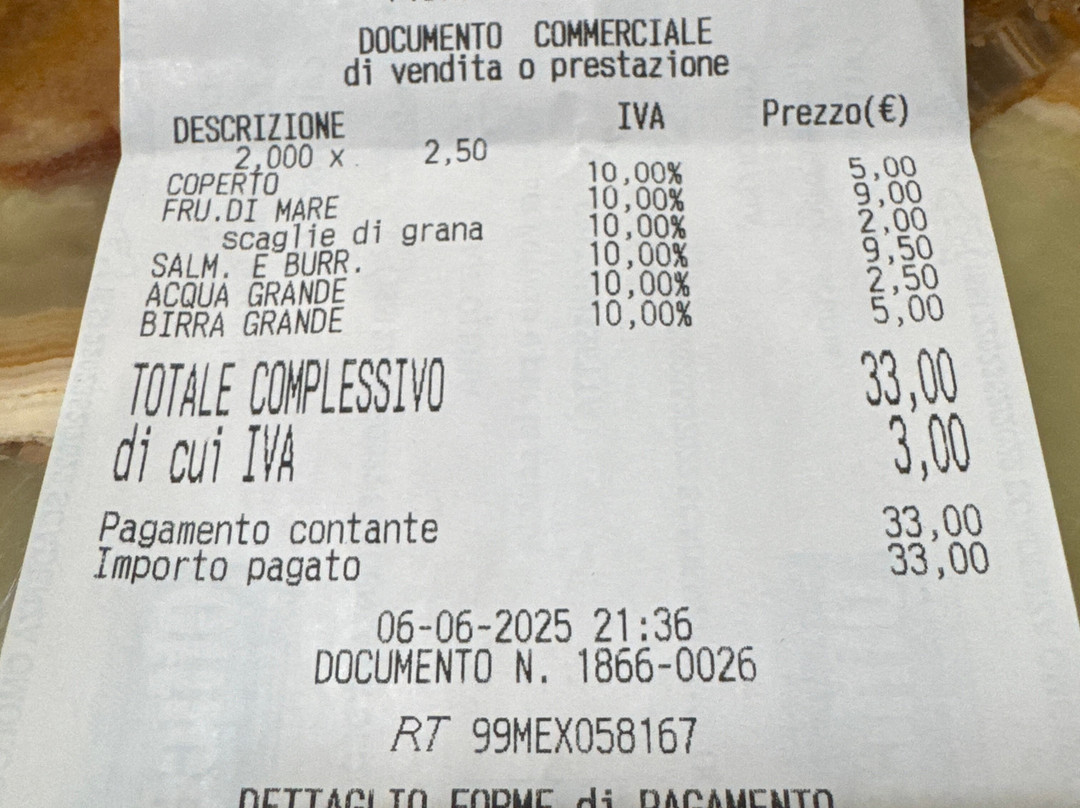 DOCUMENTO COMMERCIALE
di vendita o prestazione
DESCRIZIONE IVA Prezzo(€)
2,000 x 2,50
COPERTO 10,00% 5,00
FRU.DI MARE 10,00% 9,00
scaglie di grana 10,00% 2,00
SALM. E BURR. 10,00% 9,50
ACQUA GRANDE 10,00% 2,50
BIRRA GRANDE 10,00% 5,00
TOTALE COMPLESSIVO 33,00
di cui IVA 3,00
Pagamento contante 33,00
Importo pagato 33,00
06-06-2025 21:36
DOCUMENTO N. 1866-0026
RT 99MEX058167
DETTAGLIO FORME di PAGAMENTO